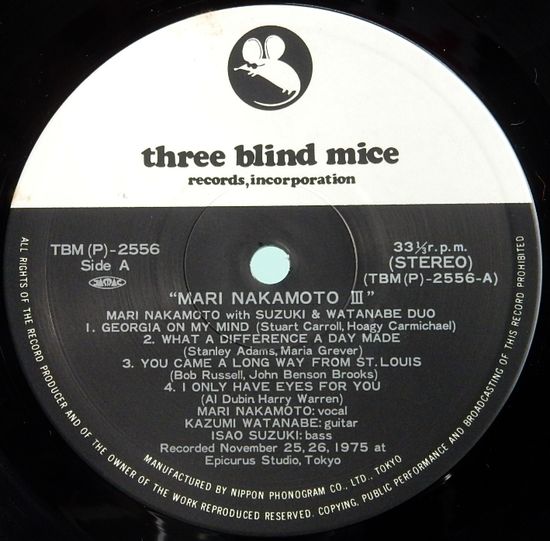 three blind mice
records, incorporation
TBM (P)-2556
Side A
JASRAC
33⅓r.p.m.
(STEREO)
(TBM (P)-2556-A)
"MARI NAKAMOTO III"
MARI NAKAMOTO with SUZUKI & WATANABE DUO
1. GEORGIA ON MY MIND (Stuart Carroll, Hoagy Carmichael)
2. WHAT A DIFFERENCE A DAY MADE
(Stanley Adams, Maria Grever)
3. YOU CAME A LONG WAY FROM ST. LOUIS
(Bob Russell, John Benson Brooks)
4. I ONLY HAVE EYES FOR YOU
(Al Dubin, Harry Warren)
MARI NAKAMOTO: vocal
KAZUMI WATANABE: guitar
ISAO SUZUKI: bass
Recorded November 25, 26, 1975 at
Epicurus Studio, Tokyo
MANUFACTURED BY NIPPON PHONOGRAM CO., LTD., TOKYO
ALL RIGHTS OF THE RECORD PRODUCER AND OF THE OWNER OF THE WORK REPRODUCED RESERVED. COPYING, PUBLIC PERFORMANCE AND BROADCASTING OF THIS RECORD PROHIBITED